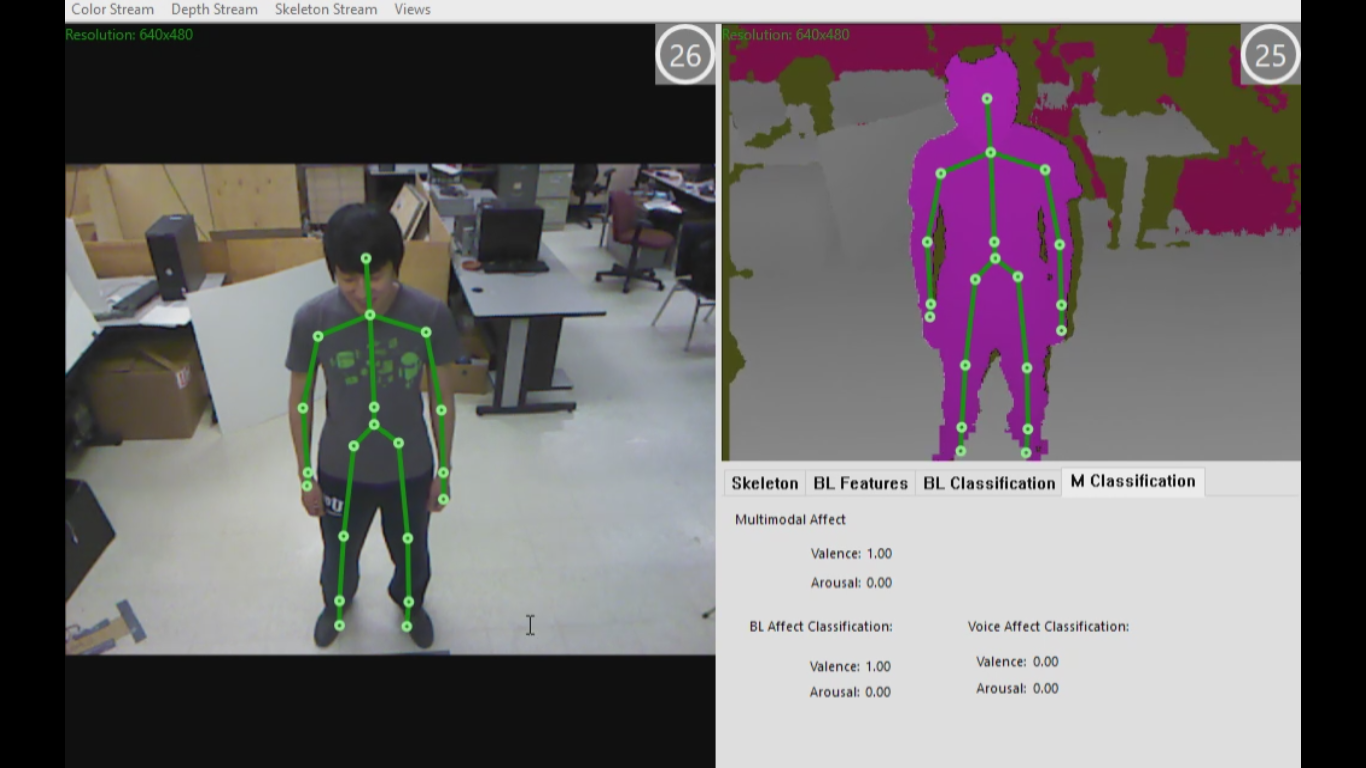 Color Stream Depth Stream Skeleton Stream Views
Resolution: 640x480
26
Resolution: 640x480
25
Skeleton BL Features BL Classification M Classification
Multimodal Affect
Valence: 1.00
Arousal: 0.00
BL Affect Classification:
Valence: 1.00
Arousal: 0.00
Voice Affect Classification:
Valence: 0.00
Arousal: 0.00